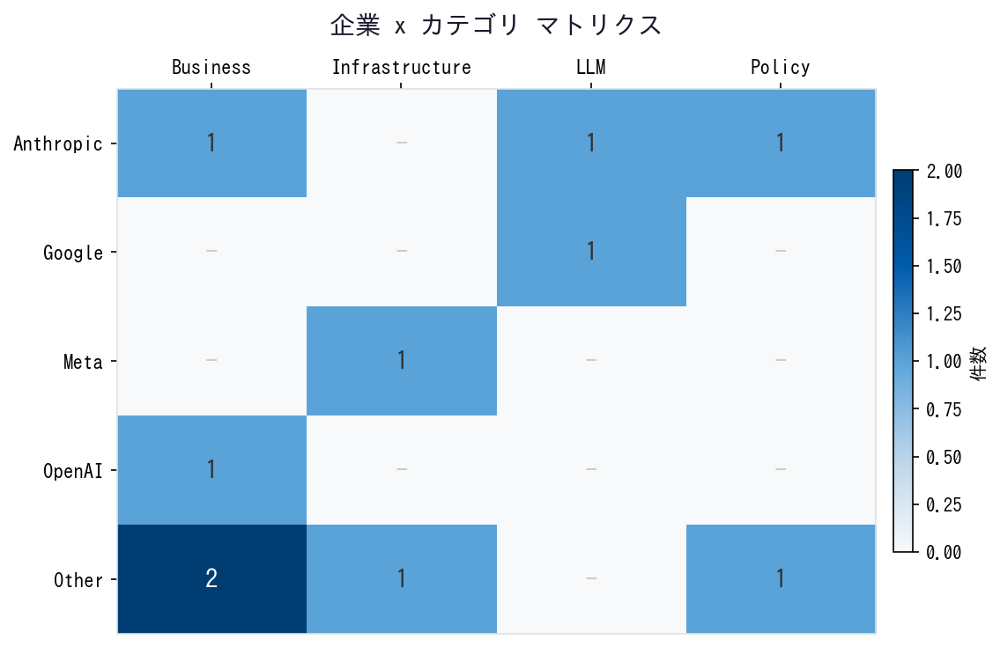 企業 x カテゴリ マトリクス
Business Infrastructure LLM Policy
Anthropic 1 — 1 1
Google — — 1 —
Meta — 1 — —
OpenAI 1 — — —
Other 2 1 — 1
2.00
1.75
1.50
1.25
1.00
0.75
0.50
0.25
0.00
件数